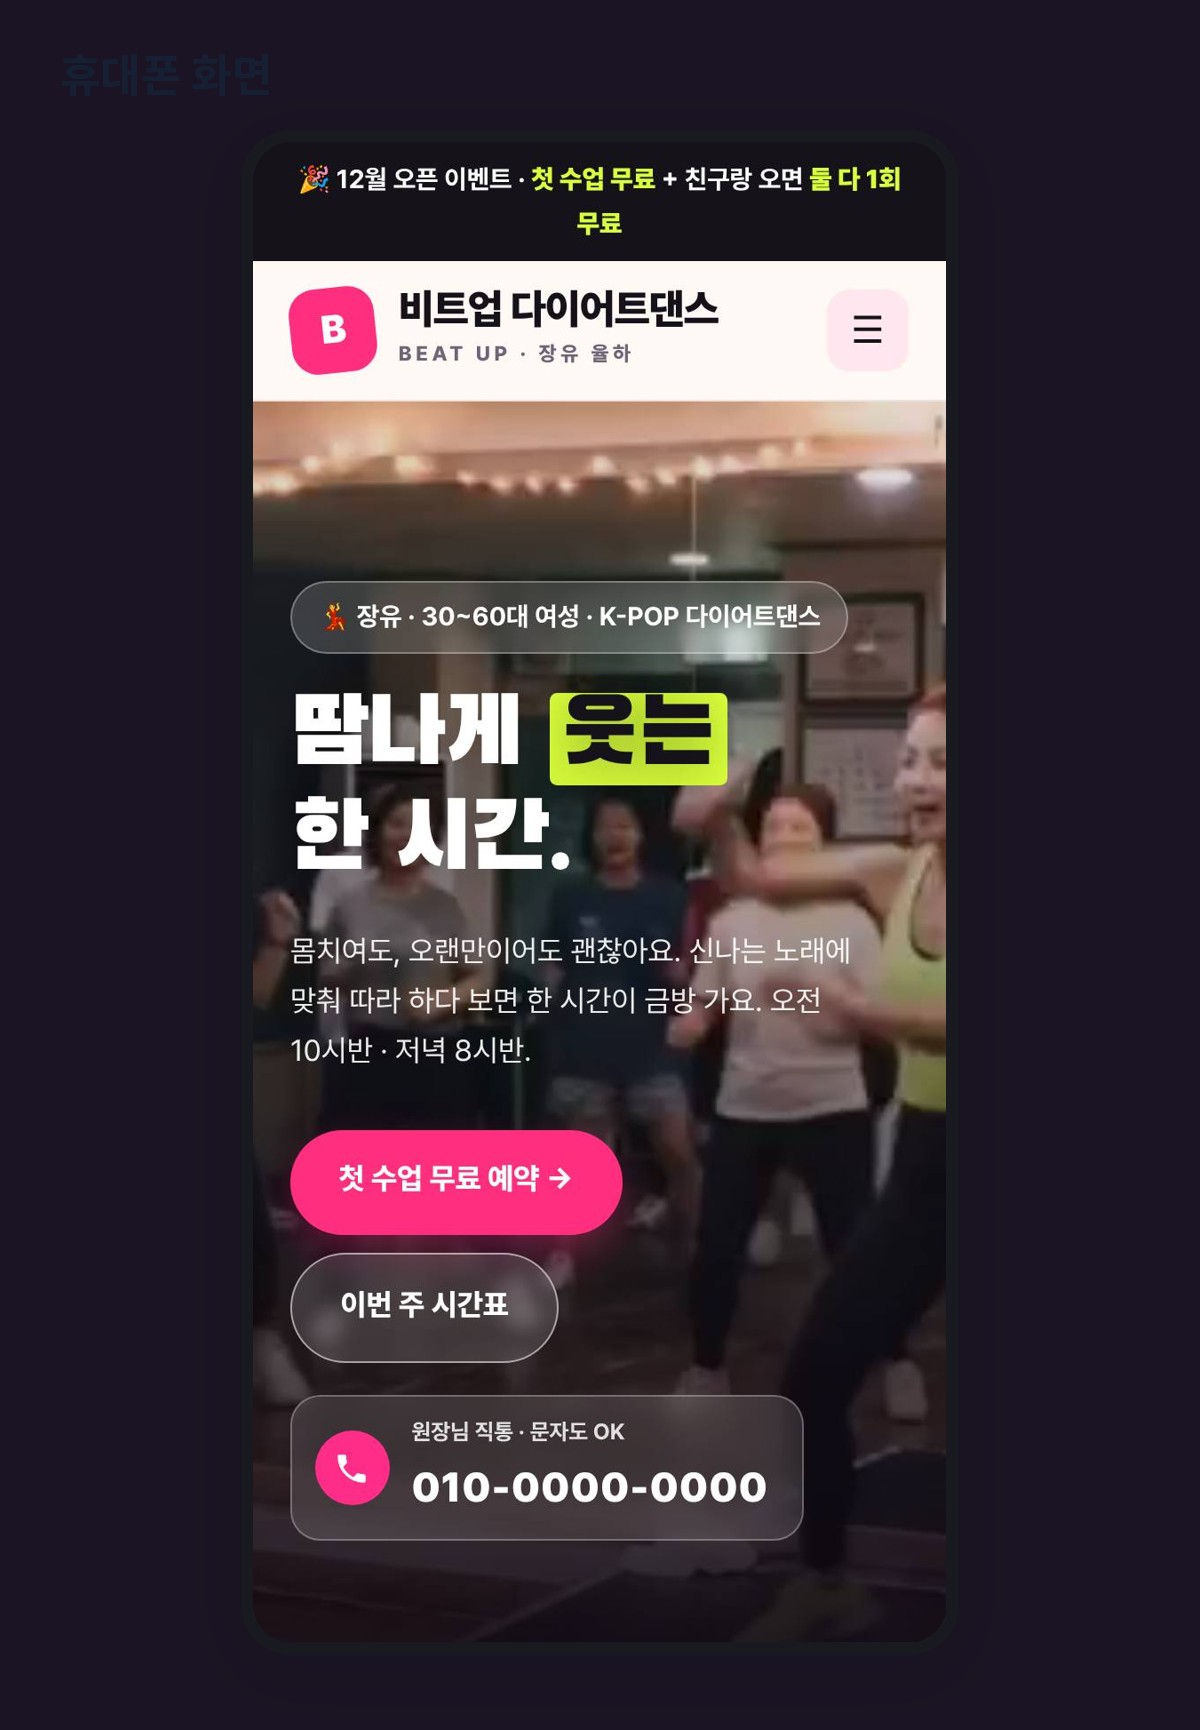 휴대폰 화면
🎉 12월 오픈 이벤트 · 첫 수업 무료 + 친구랑 오면 둘 다 1회
무료
B
비트업 다이어트댄스
BEAT UP · 장유 율하
💃 장유 · 30~60대 여성 · K-POP 다이어트댄스
땀나게 웃는
한 시간.
몸치여도, 오랜만이어도 괜찮아요. 신나는 노래에
맞춰 따라 하다 보면 한 시간이 금방 가요. 오전
10시반 · 저녁 8시반.
첫 수업 무료 예약 →
이번 주 시간표
원장님 직통 · 문자도 OK
010-0000-0000